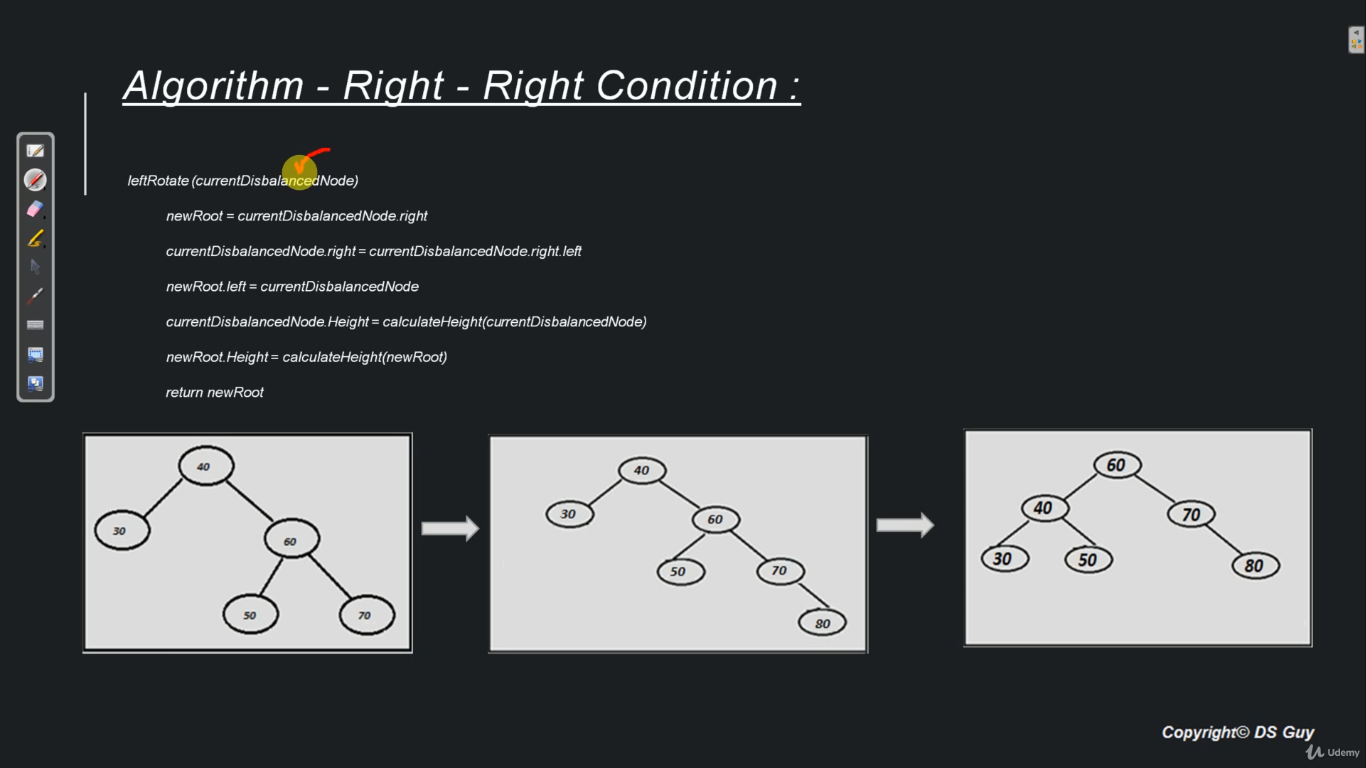 Algorithm - Right - Right Condition :
leftRotate (currentDisbalancedNode)
newRoot = currentDisbalancedNode.right
currentDisbalancedNode.right = currentDisbalancedNode.right.left
newRoot.left = currentDisbalancedNode
currentDisbalancedNode.Height = calculateHeight(currentDisbalancedNode)
newRoot.Height = calculateHeight(newRoot)
return newRoot
40
30
60
50
70
40
30
60
50
70
80
60
40
70
30
50
80
Copyright© DS Guy
Udemy